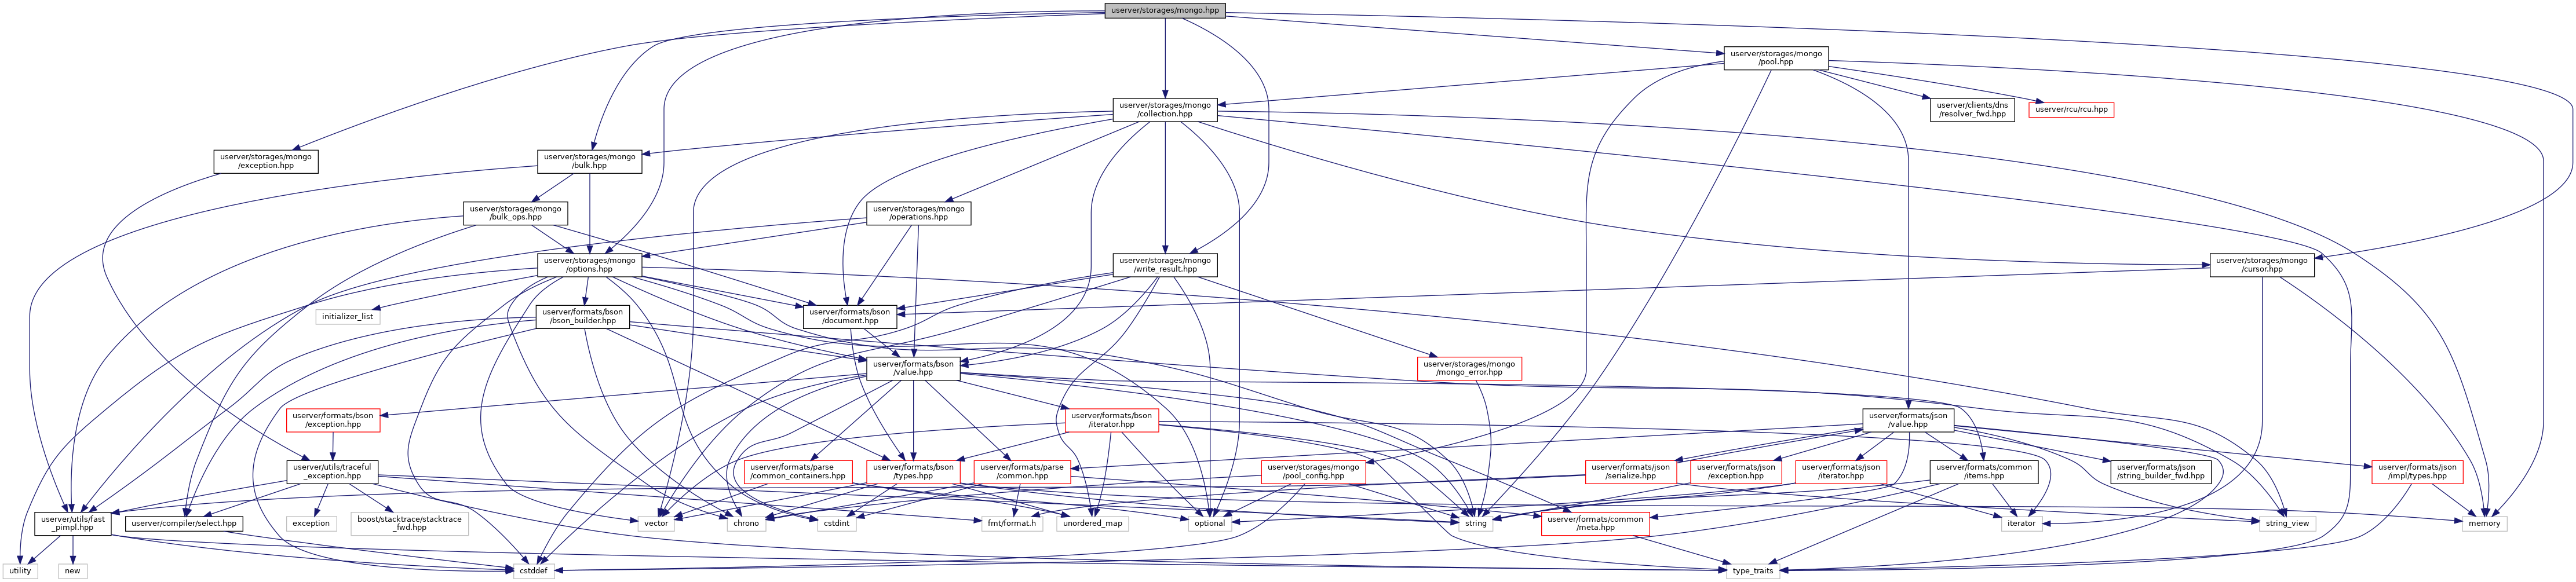 userver/storages/mongo.hpp
userver/storages/mongo
/pool.hpp
userver/storages/mongo
/collection.hpp
userver/clients/dns
/resolver_fwd.hpp
userver/rcu/rcu.hpp
userver/storages/mongo
/exception.hpp
userver/storages/mongo
/bulk.hpp
userver/storages/mongo
/bulk_ops.hpp
userver/storages/mongo
/operations.hpp
userver/storages/mongo
/options.hpp
userver/storages/mongo
/write_result.hpp
userver/storages/mongo
/cursor.hpp
initializer_list
userver/formats/bson
/bson_builder.hpp
userver/formats/bson
/document.hpp
userver/formats/bson
/value.hpp
userver/storages/mongo
/mongo_error.hpp
userver/formats/bson
/exception.hpp
userver/formats/bson
/iterator.hpp
userver/formats/json
/value.hpp
userver/utils/traceful
_exception.hpp
userver/formats/parse
/common_containers.hpp
userver/formats/bson
/types.hpp
userver/formats/parse
/common.hpp
userver/storages/mongo
/pool_config.hpp
userver/formats/json
/serialize.hpp
userver/formats/json
/exception.hpp
userver/formats/json
/iterator.hpp
userver/formats/common
/items.hpp
userver/formats/json
/string_builder_fwd.hpp
userver/formats/json
/impl/types.hpp
userver/utils/fast
_pimpl.hpp
userver/compiler/select.hpp
exception
boost/stacktrace/stacktrace
_fwd.hpp
vector
chrono
cstdint
fmt/format.h
unordered_map
optional
string
userver/formats/common
/meta.hpp
iterator
string_view
memory
utility
new
cstddef
type_traits